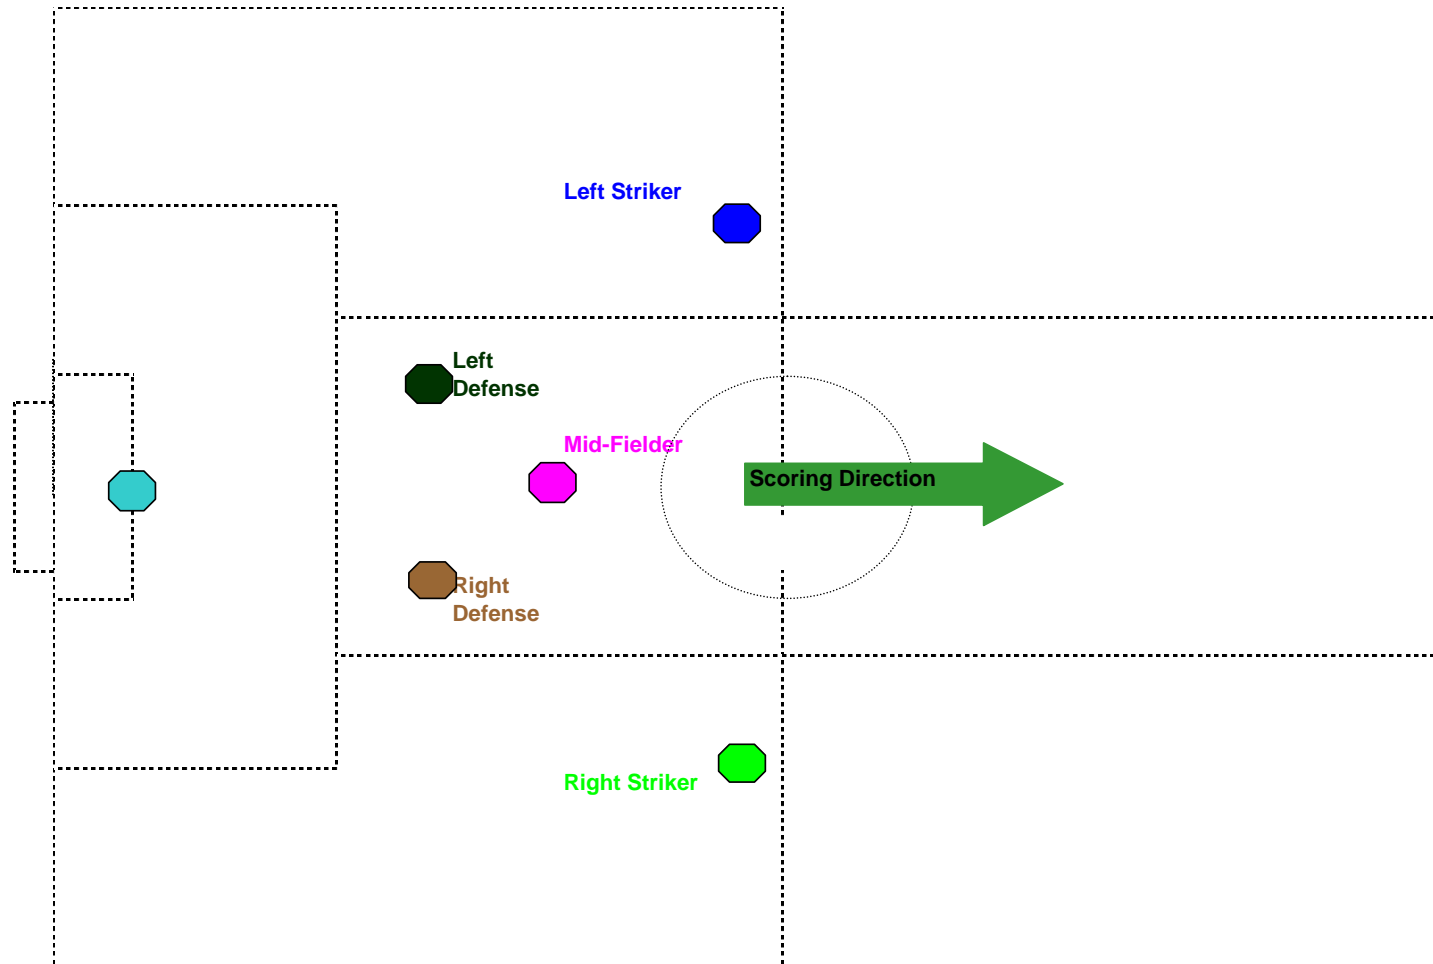 Left Striker
Left
Defense
Mid-Fielder
Scoring Direction
Right
Defense
Right Striker